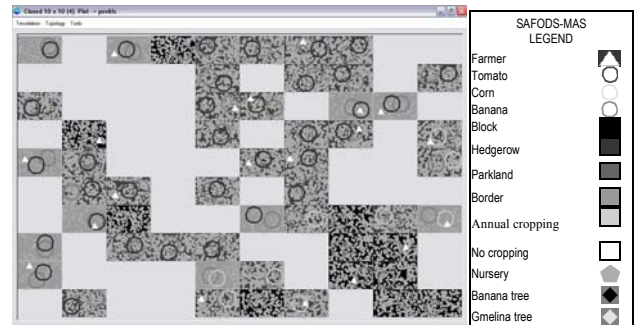 Closed 10 x 10 (4) Plot -> povkls
Tessellation Topology Tools
SAFODS-MAS
LEGEND
Farmer
Tomato
Corn
Banana
Block
Hedgerow
Parkland
Border
Annual cropping
No cropping
Nursery
Banana tree
Gmelina tree